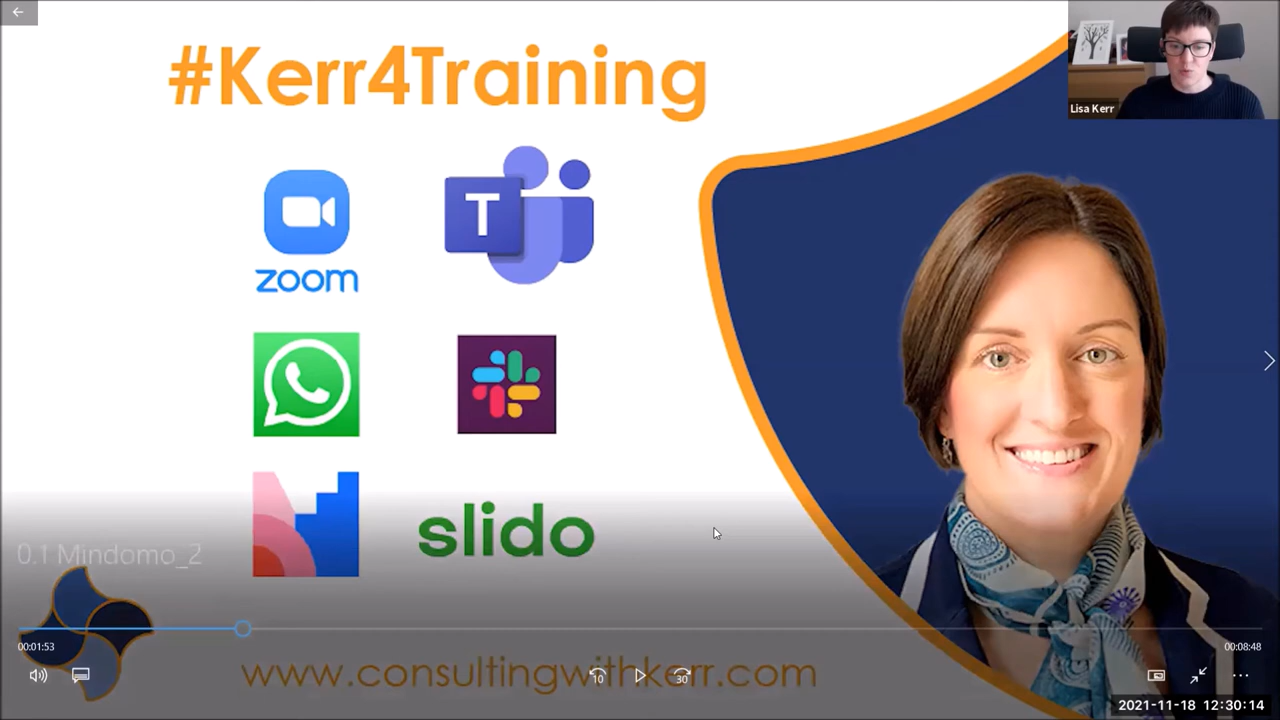 #Kerr4Training
Lisa Kerr
T
zoom
slido
0.1 Mindomo_2
00:01:53
00:08:48
www.consultingwithkerr.com
10
30
2021-11-18 12:30:14